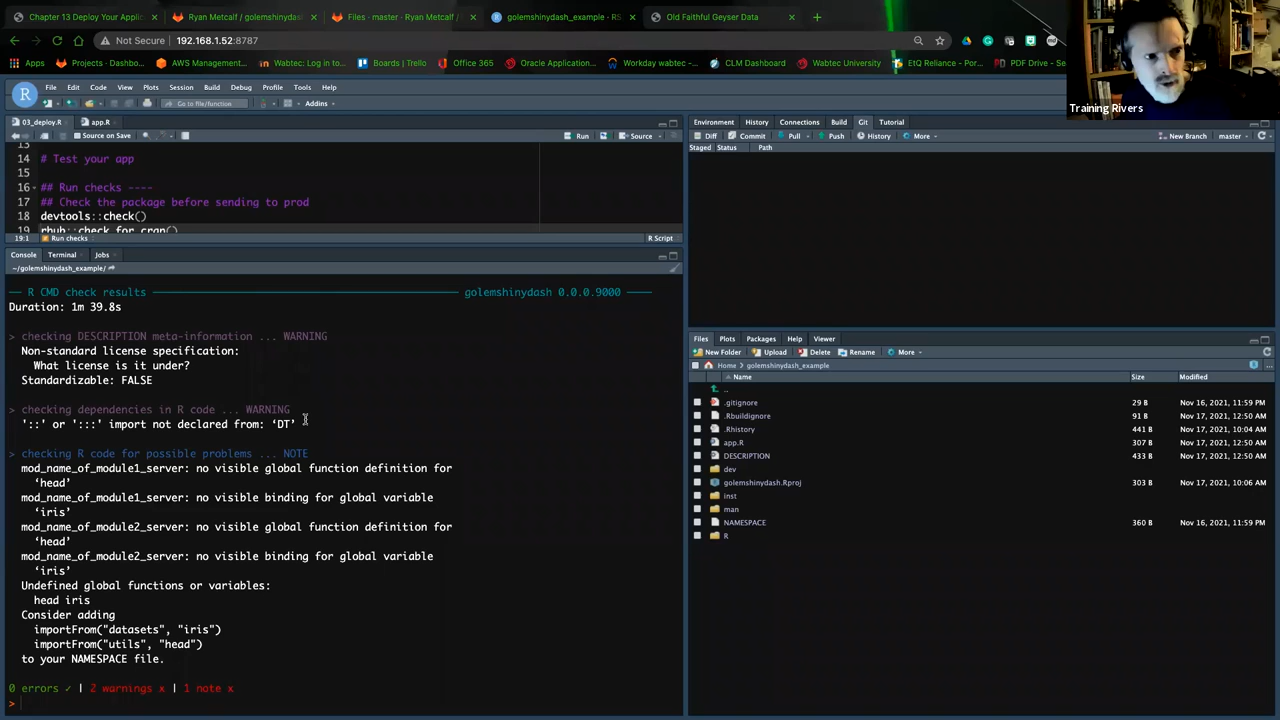 Chapter 13 Deploy Your Applica
Ryan Metcalf / golemshinydash
Files · master · Ryan Metcalf /
golemshinydash_example - RS
Old Faithful Geyser Data
Not Secure 192.168.1.52:8787
Apps Projects · Dashbo... AWS Management... Wabtec: Log in to... Boards | Trello Office 365 Oracle Application... Workday wabtec -... CLM Dashboard Wabtec University EtQ Reliance - Pro... PDF Drive - Se
Training Rivers
R File Edit Code View Plots Session Build Debug Profile Tools Help
Go to file/function Addins
03_deploy.R app.R
Source on Save Run Source
13
14 # Test your app
15
16 ## Run checks ----
17 ## Check the package before sending to prod
18 devtools::check()
19 rhub::check_for_cran()
19:1 Run checks R Script
Console Terminal Jobs
~/golemshinydash_example/
── R CMD check results ── golemshinydash 0.0.0.9000 ──
Duration: 1m 39.8s
> checking DESCRIPTION meta-information ... WARNING
Non-standard license specification:
What license is it under?
Standardizable: FALSE
> checking dependencies in R code ... WARNING
'::' or ':::' import not declared from: ‘DT’
> checking R code for possible problems ... NOTE
mod_name_of_module1_server: no visible global function definition for
‘head’
mod_name_of_module1_server: no visible binding for global variable
‘iris’
mod_name_of_module2_server: no visible global function definition for
‘head’
mod_name_of_module2_server: no visible binding for global variable
‘iris’
Undefined global functions or variables:
head iris
Consider adding
importFrom("datasets", "iris")
importFrom("utils", "head")
to your NAMESPACE file.
0 errors ✓ | 2 warnings x | 1 note x
>
Environment History Connections Build Git Tutorial
Diff Commit Pull Push History More New Branch master
Staged Status Path
Files Plots Packages Help Viewer
New Folder Upload Delete Rename More
Home golemshinydash_example
Name Size Modified
..
.gitignore 29 B Nov 16, 2021, 11:59 PM
.Rbuildignore 91 B Nov 17, 2021, 12:50 AM
.Rhistory 441 B Nov 17, 2021, 10:04 AM
app.R 307 B Nov 17, 2021, 12:50 AM
DESCRIPTION 433 B Nov 17, 2021, 12:50 AM
dev
golemshinydash.Rproj 303 B Nov 17, 2021, 10:06 AM
inst
man
NAMESPACE 360 B Nov 16, 2021, 11:59 PM
R